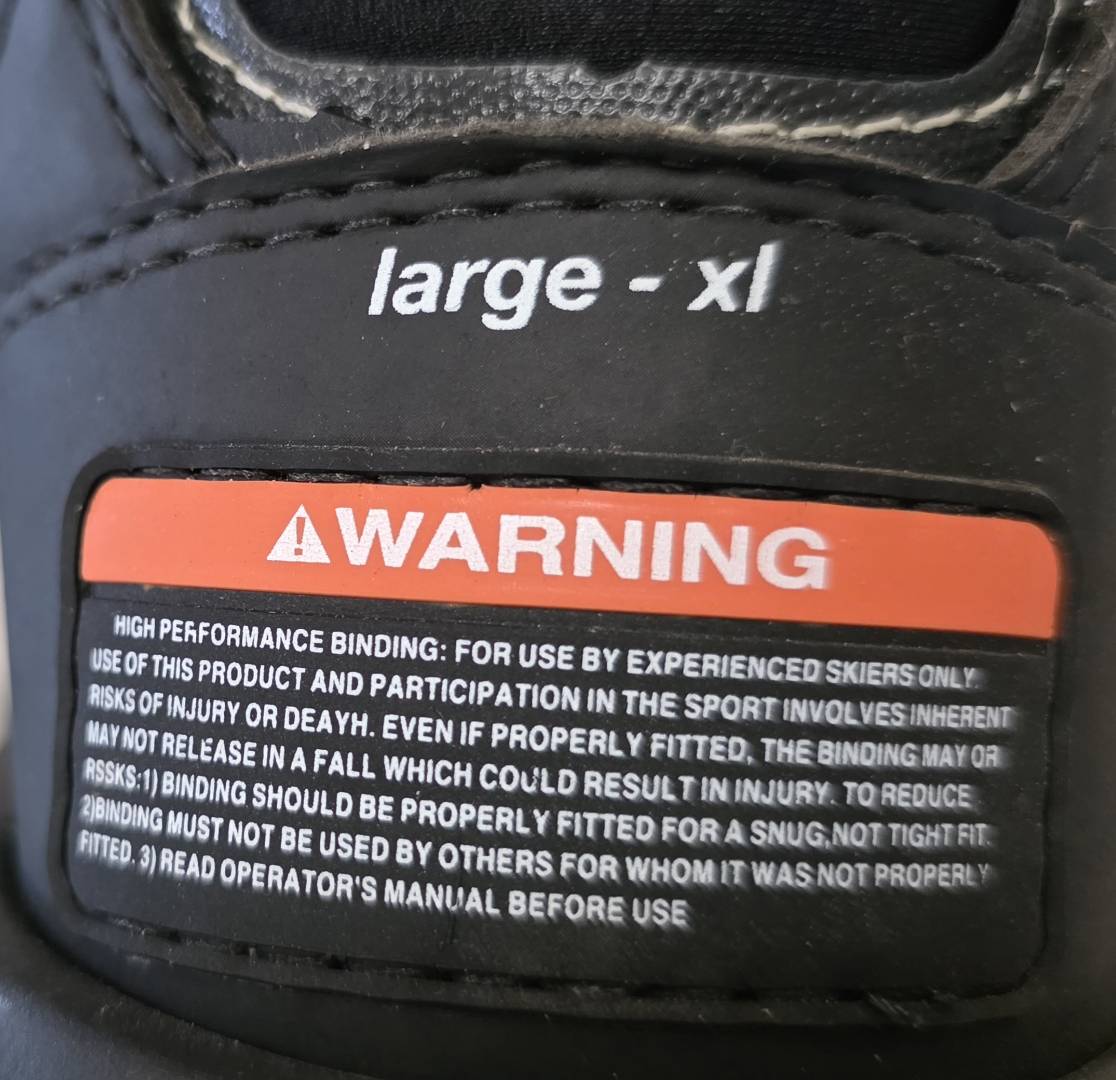 large - xl
⚠WARNING
HIGH PERFORMANCE BINDING: FOR USE BY EXPERIENCED SKIERS ONLY.
USE OF THIS PRODUCT AND PARTICIPATION IN THE SPORT INVOLVES INHERENT
RISKS OF INJURY OR DEAYH. EVEN IF PROPERLY FITTED, THE BINDING MAY OR
MAY NOT RELEASE IN A FALL WHICH COULD RESULT IN INJURY. TO REDUCE
RSSKS:1) BINDING SHOULD BE PROPERLY FITTED FOR A SNUG,NOT TIGHT FIT.
2)BINDING MUST NOT BE USED BY OTHERS FOR WHOM IT WAS NOT PROPERLY
FITTED. 3) READ OPERATOR'S MANUAL BEFORE USE